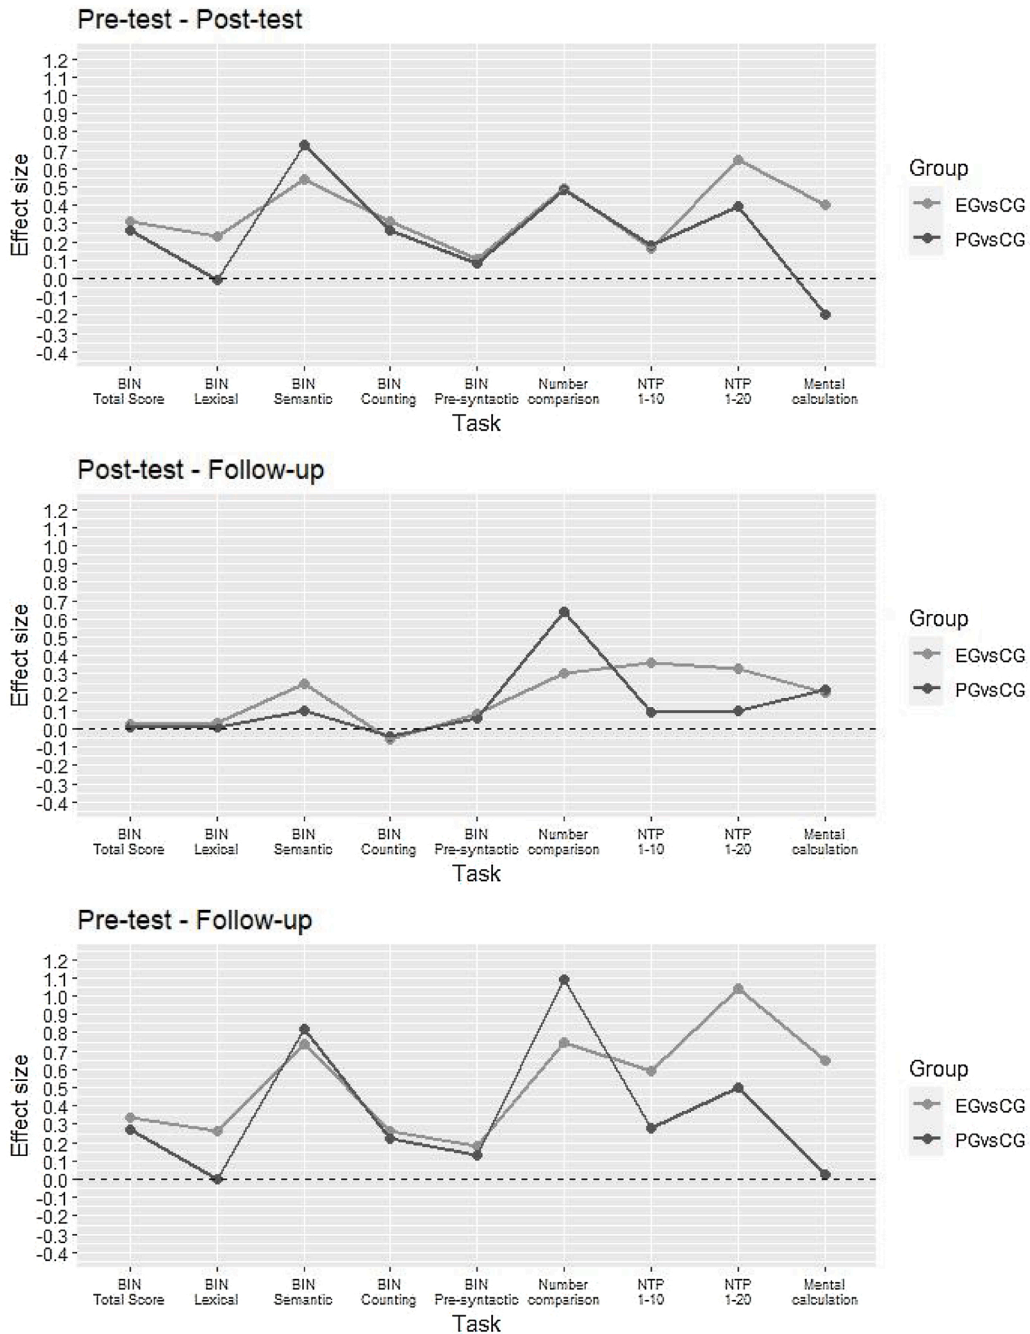 Pre-test - Post-test
1.2
1.1
1.0
0.9
0.8
0.7
0.6
0.5
0.4
0.3
0.2
0.1
0.0
-0.1
-0.2
-0.3
-0.4
Effect size
BIN Total Score
BIN Lexical
BIN Semantic
BIN Counting
BIN Pre-syntactic
Number comparison
NTP 1-10
NTP 1-20
Mental calculation
Task
Group
EGvsCG
PGvsCG
Post-test - Follow-up
1.2
1.1
1.0
0.9
0.8
0.7
0.6
0.5
0.4
0.3
0.2
0.1
0.0
-0.1
-0.2
-0.3
-0.4
Effect size
BIN Total Score
BIN Lexical
BIN Semantic
BIN Counting
BIN Pre-syntactic
Number comparison
NTP 1-10
NTP 1-20
Mental calculation
Task
Group
EGvsCG
PGvsCG
Pre-test - Follow-up
1.2
1.1
1.0
0.9
0.8
0.7
0.6
0.5
0.4
0.3
0.2
0.1
0.0
-0.1
-0.2
-0.3
-0.4
Effect size
BIN Total Score
BIN Lexical
BIN Semantic
BIN Counting
BIN Pre-syntactic
Number comparison
NTP 1-10
NTP 1-20
Mental calculation
Task
Group
EGvsCG
PGvsCG